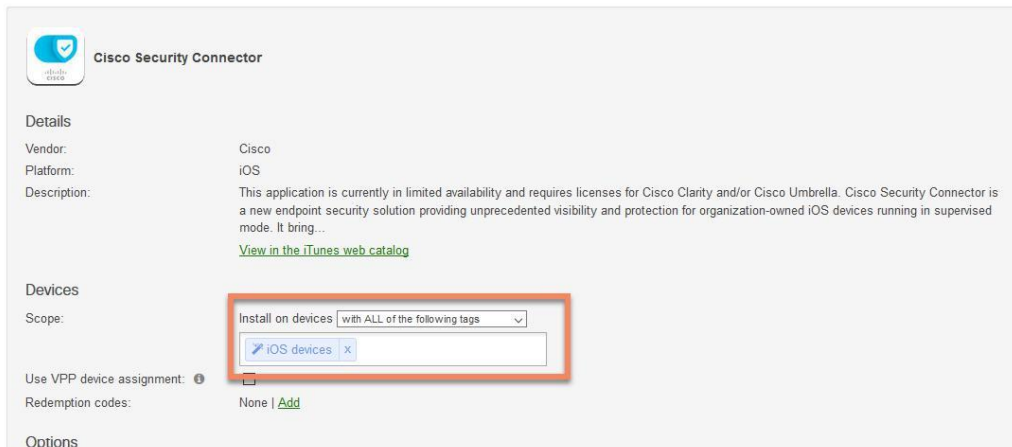 cisco
Cisco Security Connector
Details
Vendor: Cisco
Platform: iOS
Description: This application is currently in limited availability and requires licenses for Cisco Clarity and/or Cisco Umbrella. Cisco Security Connector is
a new endpoint security solution providing unprecedented visibility and protection for organization-owned iOS devices running in supervised
mode. It bring...
View in the iTunes web catalog
Devices
Scope: Install on devices with ALL of the following tags
iOS devices x
Use VPP device assignment: i
Redemption codes: None | Add
Options